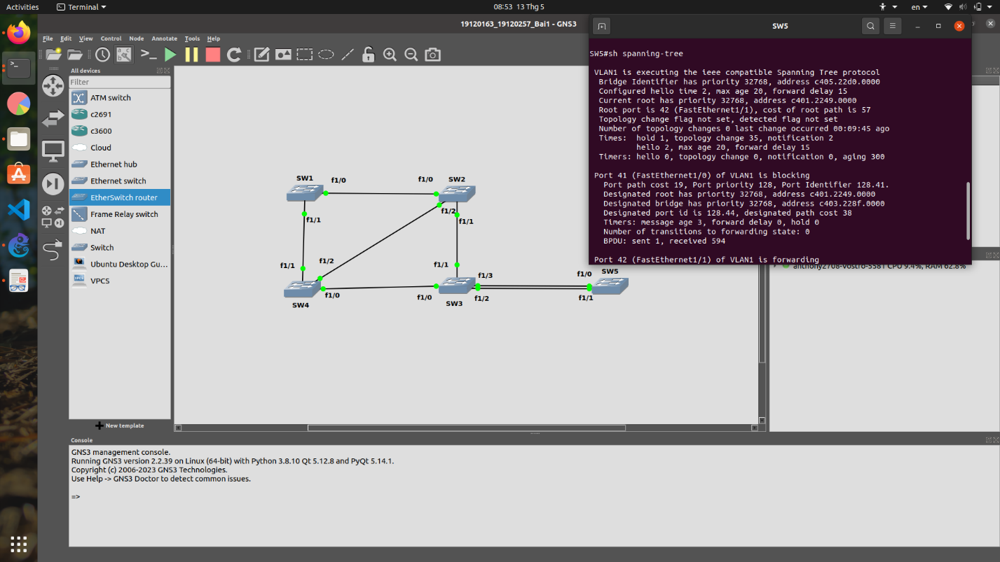 Activities
Terminal
08:53 13 Thg 5
en
19120163_19120257_Bai1 - GNS3
File Edit View Control Node Annotate Tools Help
All devices
Filter
ATM switch
c2691
c3600
Cloud
Ethernet hub
Ethernet switch
EtherSwitch router
Frame Relay switch
NAT
Switch
Ubuntu Desktop Gu...
VPCS
New template
SW1
f1/0
f1/1
f1/0
SW2
f1/2
f1/1
f1/1
f1/2
f1/0
SW4
f1/1
f1/3
f1/0
f1/2
SW3
f1/0
SW5
f1/1
SW5
SW5#sh spanning-tree
VLAN1 is executing the ieee compatible Spanning Tree protocol
Bridge Identifier has priority 32768, address c405.22d0.0000
Configured hello time 2, max age 20, forward delay 15
Current root has priority 32768, address c401.2249.0000
Root port is 42 (FastEthernet1/1), cost of root path is 57
Topology change flag not set, detected flag not set
Number of topology changes 0 last change occurred 00:09:45 ago
Times: hold 1, topology change 35, notification 2
hello 2, max age 20, forward delay 15
Timers: hello 0, topology change 0, notification 0, aging 300
Port 41 (FastEthernet1/0) of VLAN1 is blocking
Port path cost 19, Port priority 128, Port Identifier 128.41.
Designated root has priority 32768, address c401.2249.0000
Designated bridge has priority 32768, address c403.228f.0000
Designated port id is 128.44, designated path cost 38
Timers: message age 3, forward delay 0, hold 0
Number of transitions to forwarding state: 0
BPDU: sent 1, received 594
Port 42 (FastEthernet1/1) of VLAN1 is forwarding
anthony2708-Vostro-5581 CPU 9.4%, RAM 62.8%
Console
GNS3 management console.
Running GNS3 version 2.2.39 on Linux (64-bit) with Python 3.8.10 Qt 5.12.8 and PyQt 5.14.1.
Copyright (c) 2006-2023 GNS3 Technologies.
Use Help -> GNS3 Doctor to detect common issues.
=>